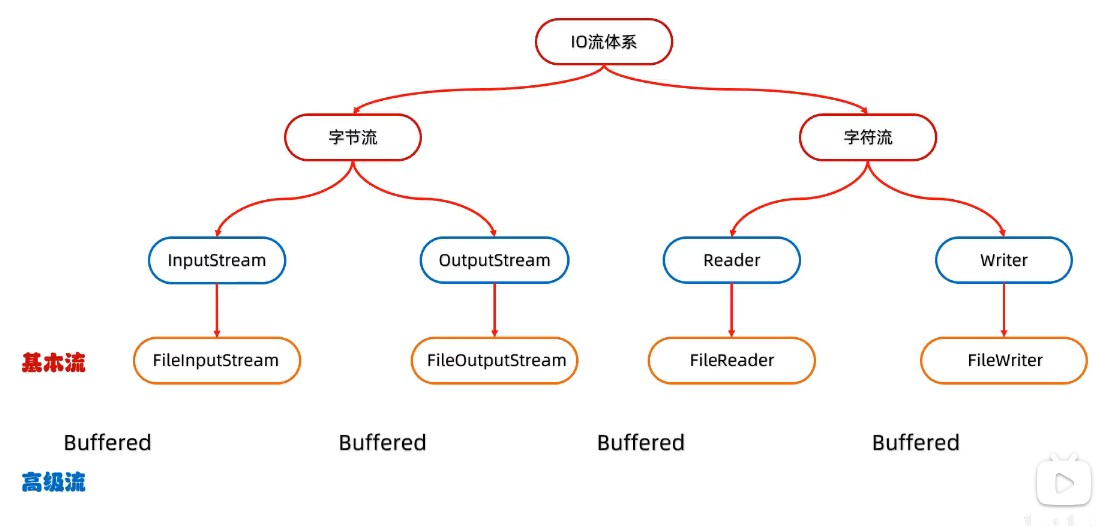 IO流体系
字节流
字符流
InputStream
OutputStream
Reader
Writer
基本流
FileInputStream
FileOutputStream
FileReader
FileWriter
Buffered
Buffered
Buffered
Buffered
高级流